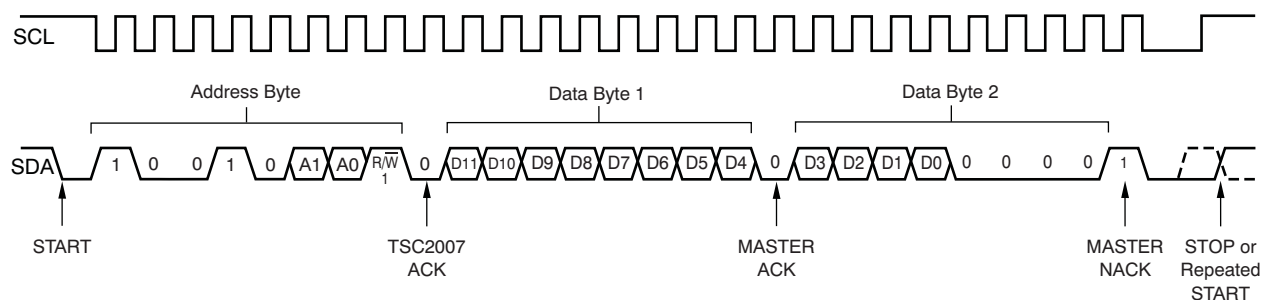 SCL
Address Byte
Data Byte 1
Data Byte 2
SDA
1 0 0 1 0 A1 A0 R/W 1 0 D11 D10 D9 D8 D7 D6 D5 D4 0 D3 D2 D1 D0 0 0 0 0 1
START
TSC2007
ACK
MASTER
ACK
MASTER
NACK
STOP or
Repeated
START